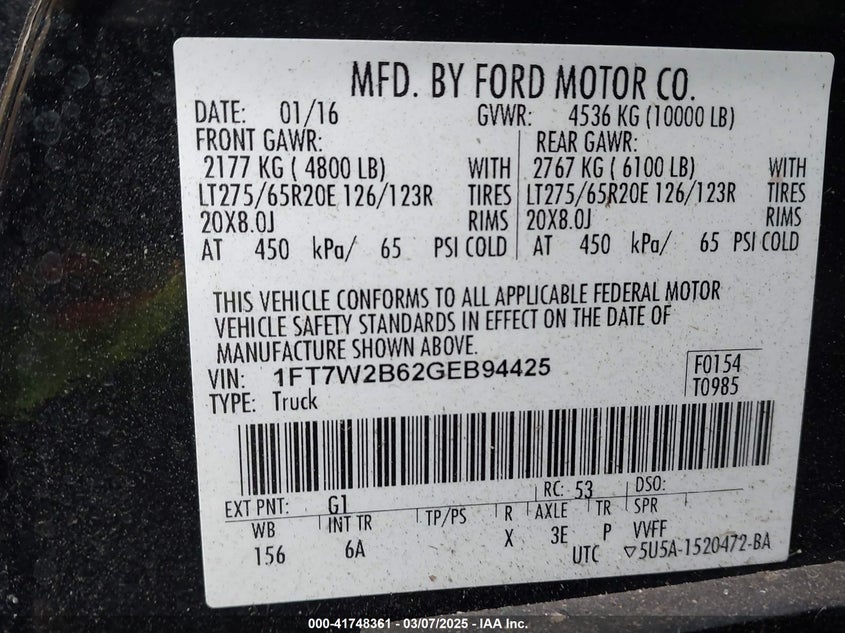 MFD. BY FORD MOTOR CO.
DATE: 01/16 GVWR: 4536 KG (10000 LB)
FRONT GAWR: REAR GAWR:
2177 KG ( 4800 LB) WITH 2767 KG ( 6100 LB) WITH
LT275/65R20E 126/123R TIRES LT275/65R20E 126/123R TIRES
20X8.0J RIMS 20X8.0J RIMS
AT 450 kPa/ 65 PSI COLD AT 450 kPa/ 65 PSI COLD
THIS VEHICLE CONFORMS TO ALL APPLICABLE FEDERAL MOTOR
VEHICLE SAFETY STANDARDS IN EFFECT ON THE DATE OF
MANUFACTURE SHOWN ABOVE.
VIN: 1FT7W2B62GEB94425 F0154
TYPE: Truck T0985
EXT PNT: G1 RC: 53 DSO:
WB INT TR TP/PS R AXLE TR SPR
156 6A X 3E P VVFF
UTC ▽5U5A-1520472-BA
000-41748361 - 03/07/2025 - IAA Inc.